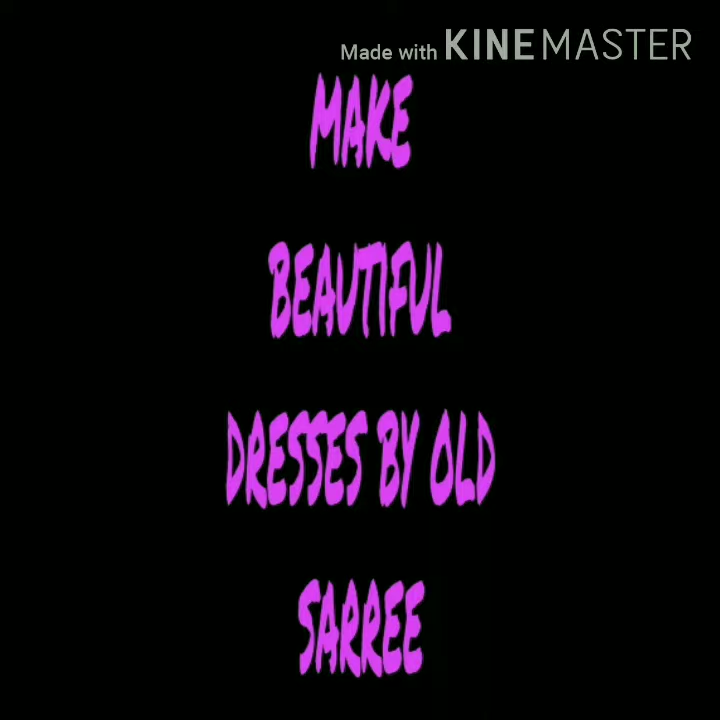 Made with KINEMASTER
MAKE
BEAUTIFUL
DRESSES BY OLD
SARREE